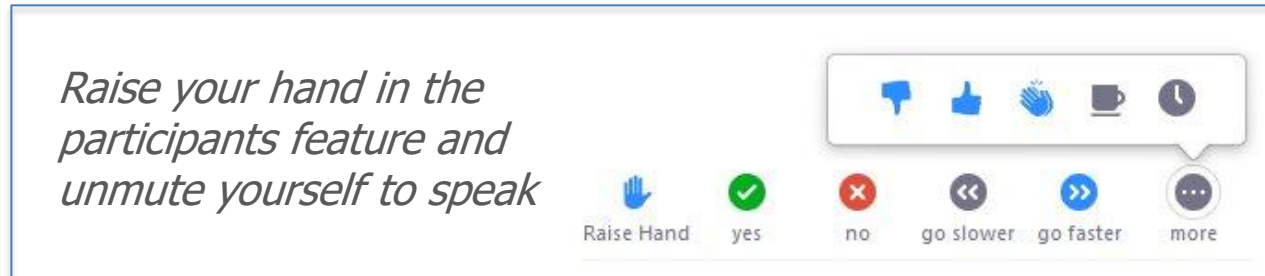 Raise your hand in the
participants feature and
unmute yourself to speak
Raise Hand yes no go slower go faster more